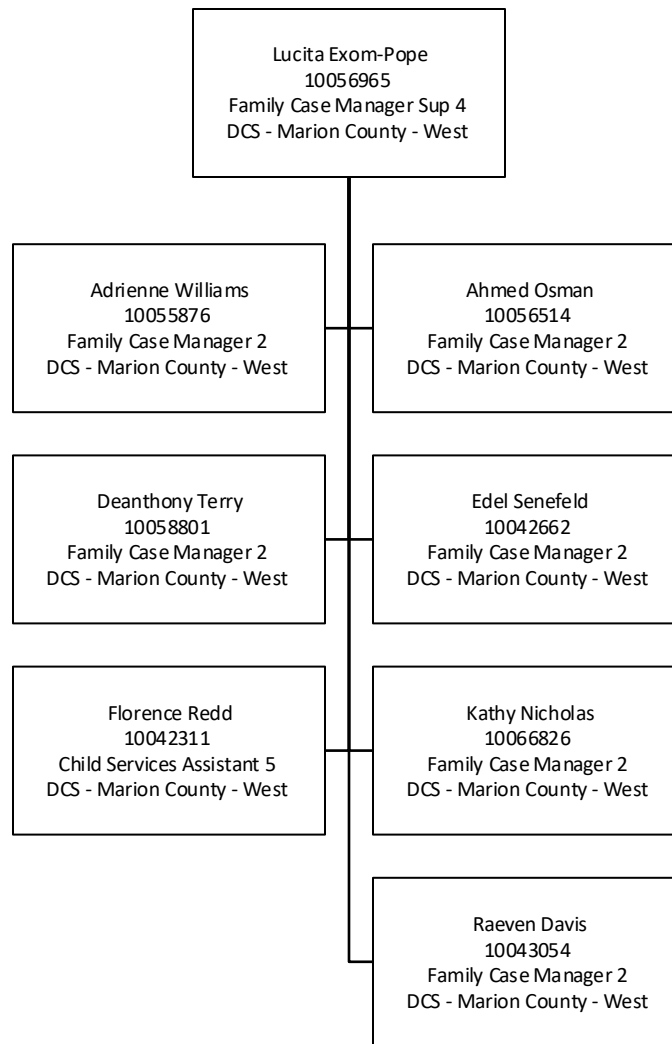 Lucita Exom-Pope
10056965
Family Case Manager Sup 4
DCS - Marion County - West
Adrienne Williams
10055876
Family Case Manager 2
DCS - Marion County - West
Ahmed Osman
10056514
Family Case Manager 2
DCS - Marion County - West
Deanthony Terry
10058801
Family Case Manager 2
DCS - Marion County - West
Edel Senefeld
10042662
Family Case Manager 2
DCS - Marion County - West
Florence Redd
10042311
Child Services Assistant 5
DCS - Marion County - West
Kathy Nicholas
10066826
Family Case Manager 2
DCS - Marion County - West
Raeven Davis
10043054
Family Case Manager 2
DCS - Marion County - West